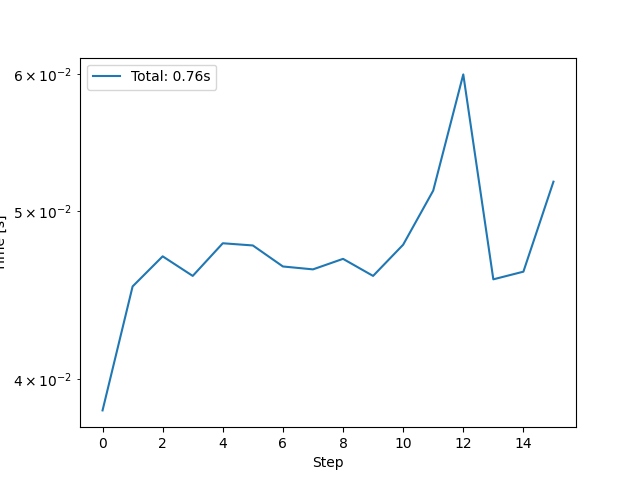 Total: 0.76s
6 × 10⁻²
5 × 10⁻²
4 × 10⁻²
Time [s]
0 2 4 6 8 10 12 14
Step